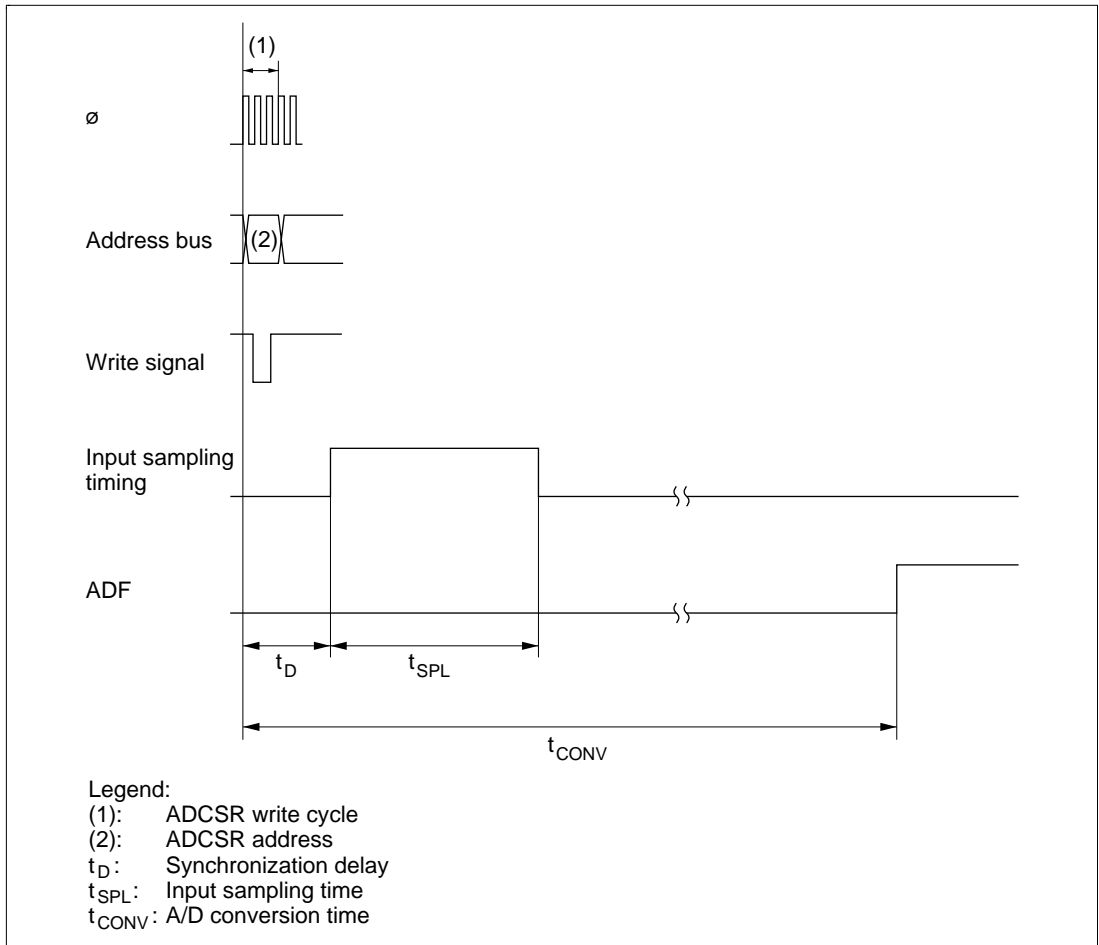 (1)
ø
Address bus
(2)
Write signal
Input sampling
timing
ADF
tD
tSPL
tCONV
Legend:
(1): ADCSR write cycle
(2): ADCSR address
tD: Synchronization delay
tSPL: Input sampling time
tCONV: A/D conversion time